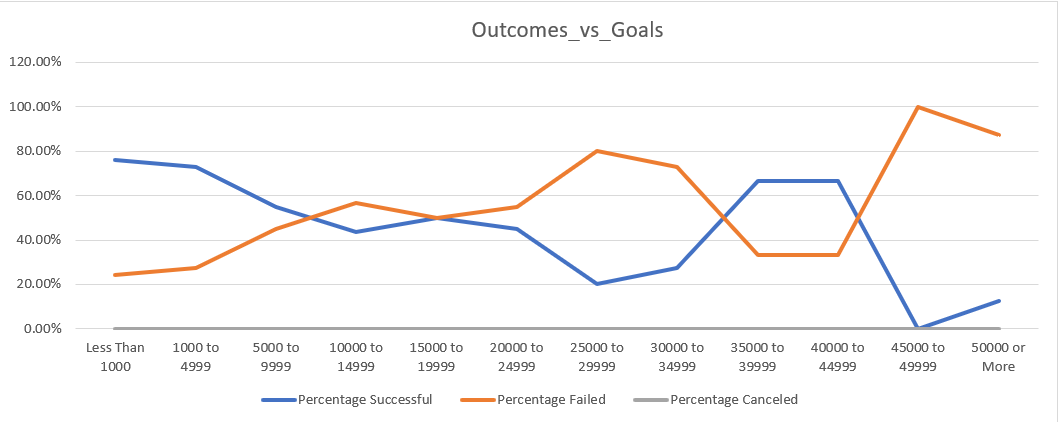 Outcomes_vs_Goals
120.00%
100.00%
80.00%
60.00%
40.00%
20.00%
0.00%
Less Than 1000 to 5000 to 10000 to 15000 to 20000 to 25000 to 30000 to 35000 to 40000 to 45000 to 50000 or
1000 4999 9999 14999 19999 24999 29999 34999 39999 44999 49999 More
Percentage Successful Percentage Failed Percentage Canceled